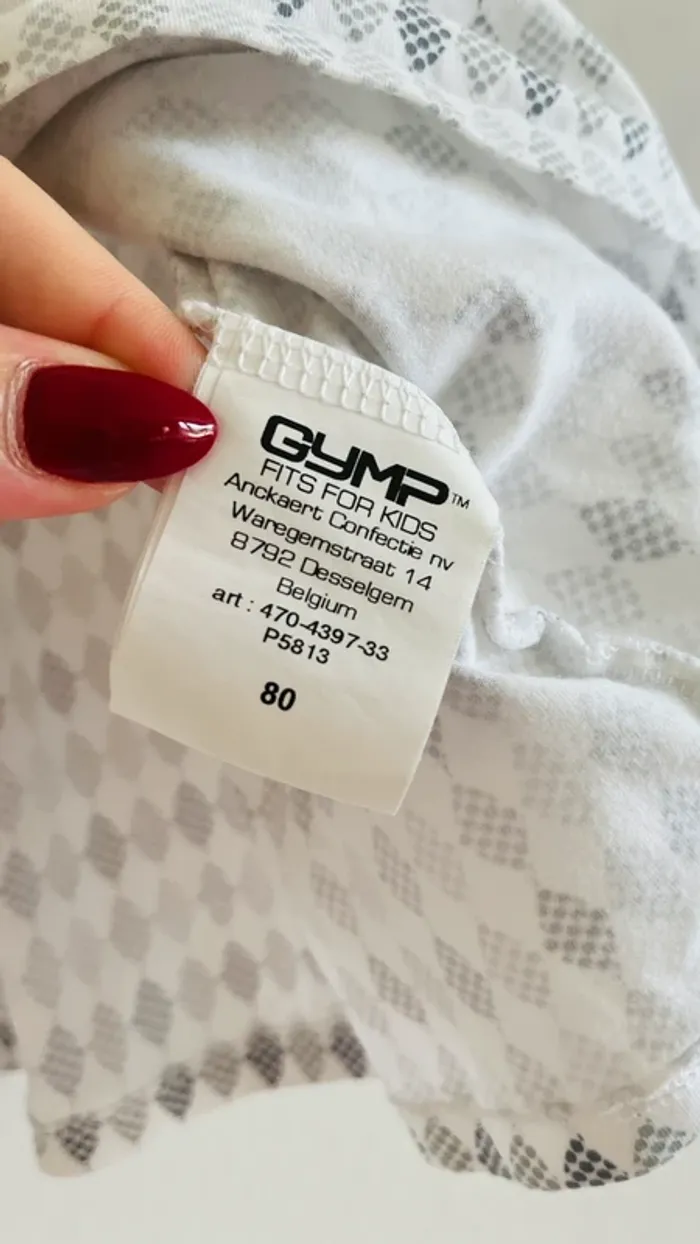 GYMP™
FITS FOR KIDS
Anckaert Confectie nv
Waregemstraat 14
8792 Desselgem
Belgium
art : 470-4397-33
P5813
80